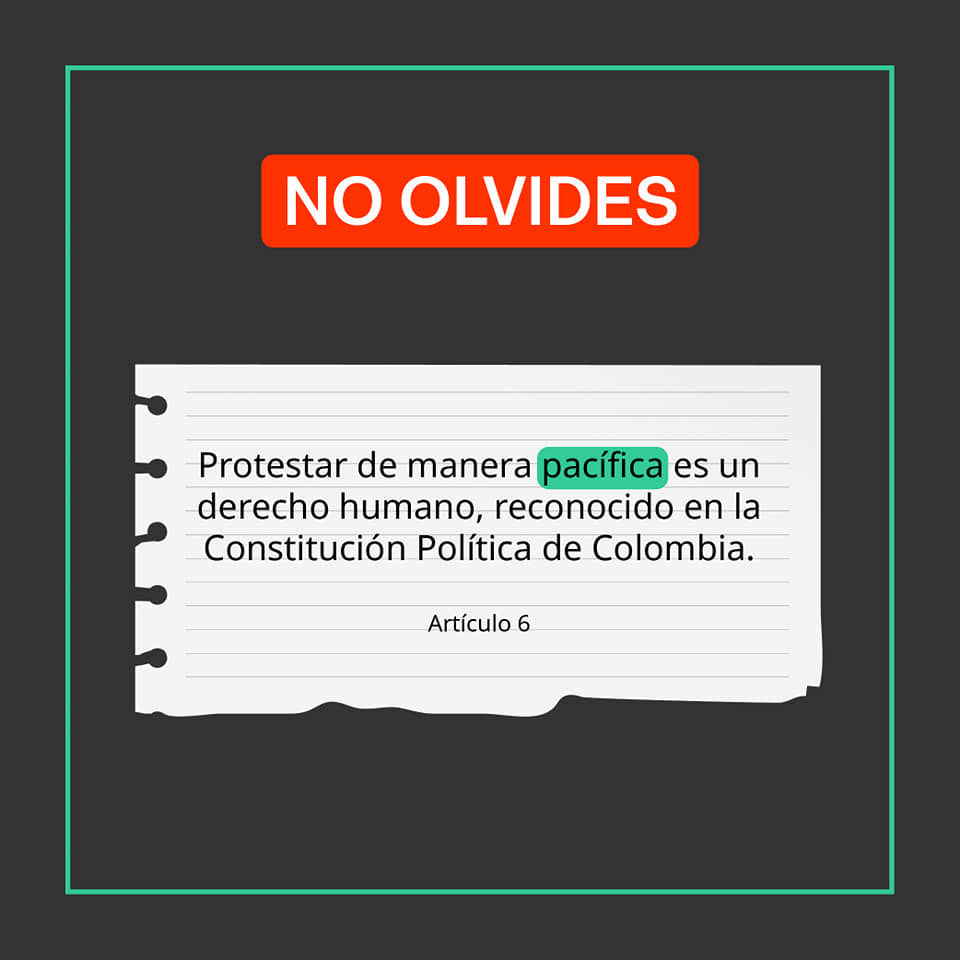 NO OLVIDES
Protestar de manera pacífica es un
derecho humano, reconocido en la
Constitución Política de Colombia.
Artículo 6